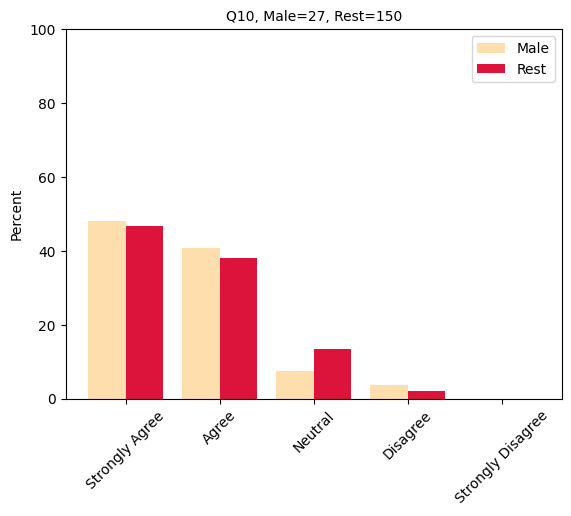 Q10, Male=27, Rest=150
100
80
60
40
20
0
Percent
Male
Rest
Strongly Agree
Agree
Neutral
Disagree
Strongly Disagree